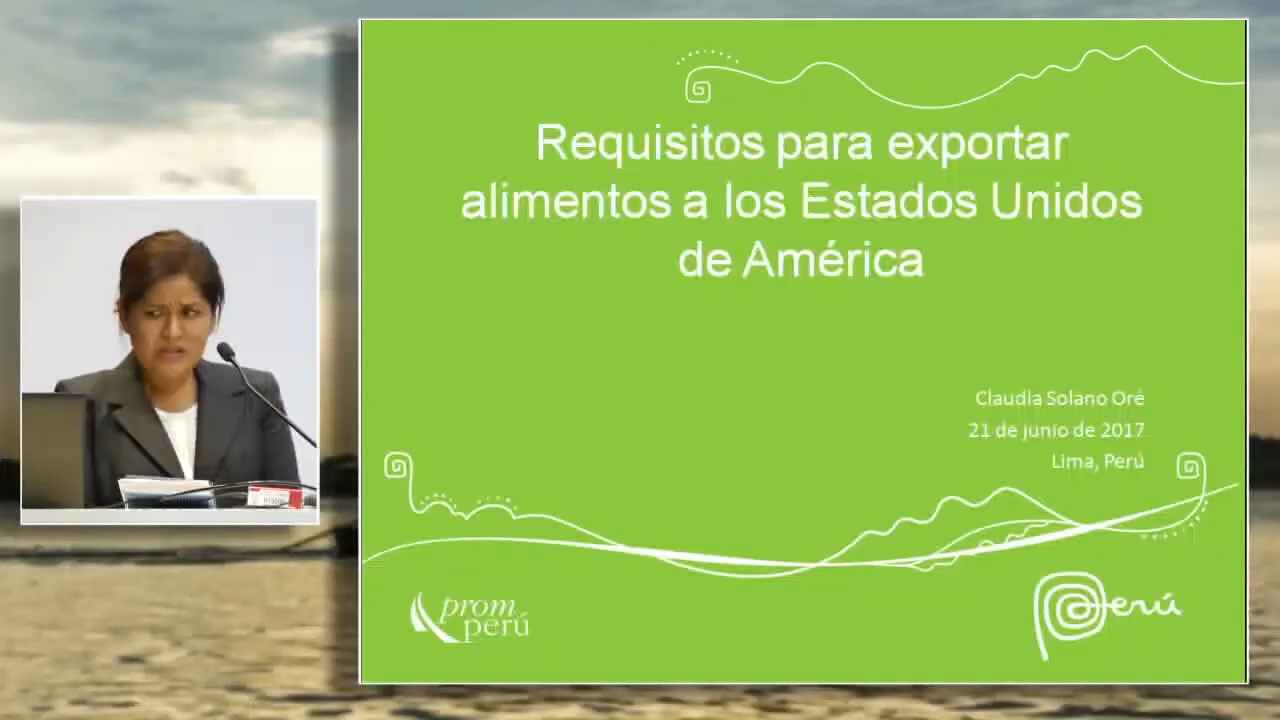 Requisitos para exportar
alimentos a los Estados Unidos
de América
Claudia Solano Oré
21 de junio de 2017
Lima, Perú
prom
perú
Perú